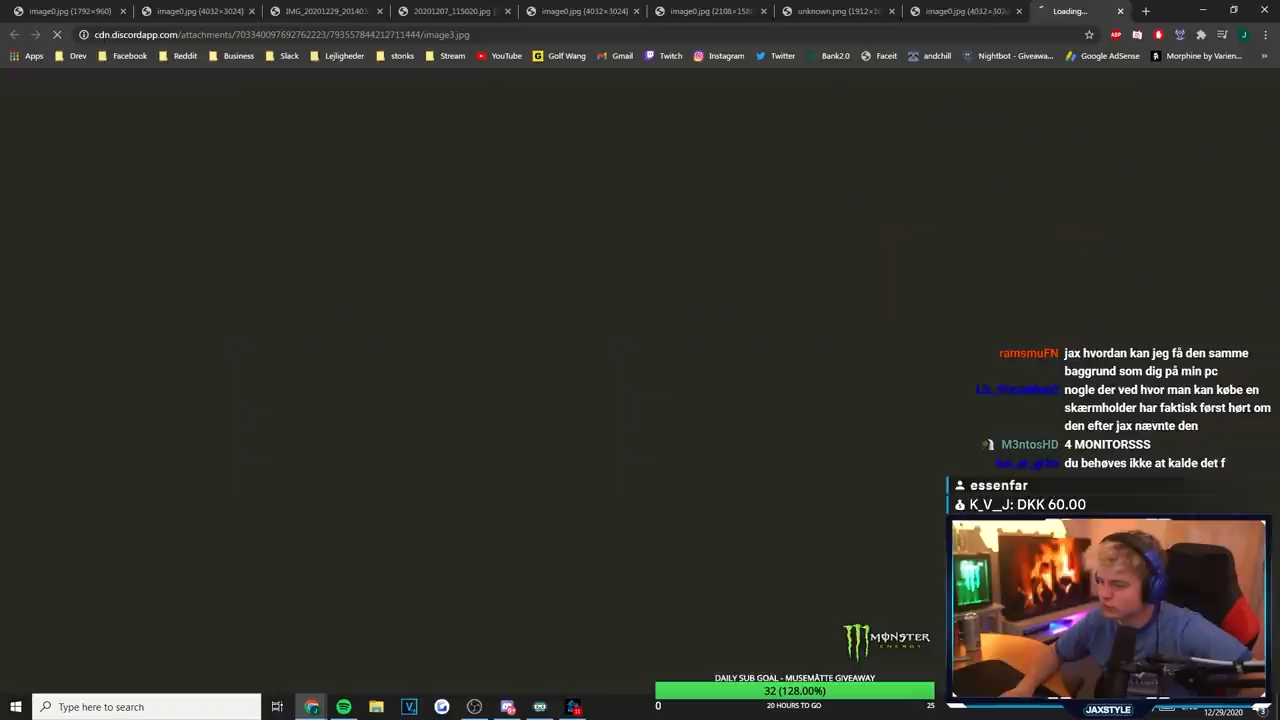 image0.jpg (1792×960)
image0.jpg (4032×3024)
IMG_20201229_20140
20201207_115020.jpg
image0.jpg (4032×3024)
image0.jpg (2108×158
unknown.png (1912×1
image0.jpg (4032×302
Loading...
cdn.discordapp.com/attachments/703340097692762223/793557844212711444/image3.jpg
Apps
Drev
Facebook
Reddit
Business
Slack
Lejligheder
stonks
Stream
YouTube
Golf Wang
Gmail
Twitch
Instagram
Twitter
Bank2.0
Faceit
andchill
Nightbot - Giveawa...
Google AdSense
Morphine by Varien...
ramsmuFN jax hvordan kan jeg få den samme
baggrund som dig på min pc
nogle der ved hvor man kan købe en
skærmholder har faktisk først hørt om
den efter jax nævnte den
M3ntosHD 4 MONITORSSS
du behøves ikke at kalde det f
essenfar
K_V_J: DKK 60.00
MONSTER
ENERGY
DAILY SUB GOAL - MUSEMÅTTE GIVEAWAY
32 (128.00%)
0 20 HOURS TO GO 25
JAXSTYLE
Type here to search
12/29/2020